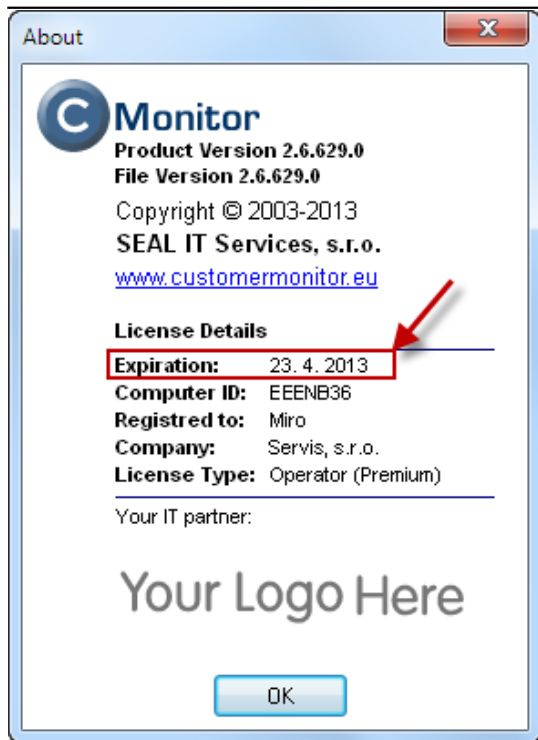 About
C Monitor
Product Version 2.6.629.0
File Version 2.6.629.0
Copyright © 2003-2013
SEAL IT Services, s.r.o.
www.customermonitor.eu
License Details
Expiration: 23. 4. 2013
Computer ID: EEENB36
Registred to: Miro
Company: Servis, s.r.o.
License Type: Operator (Premium)
Your IT partner:
Your Logo Here
OK